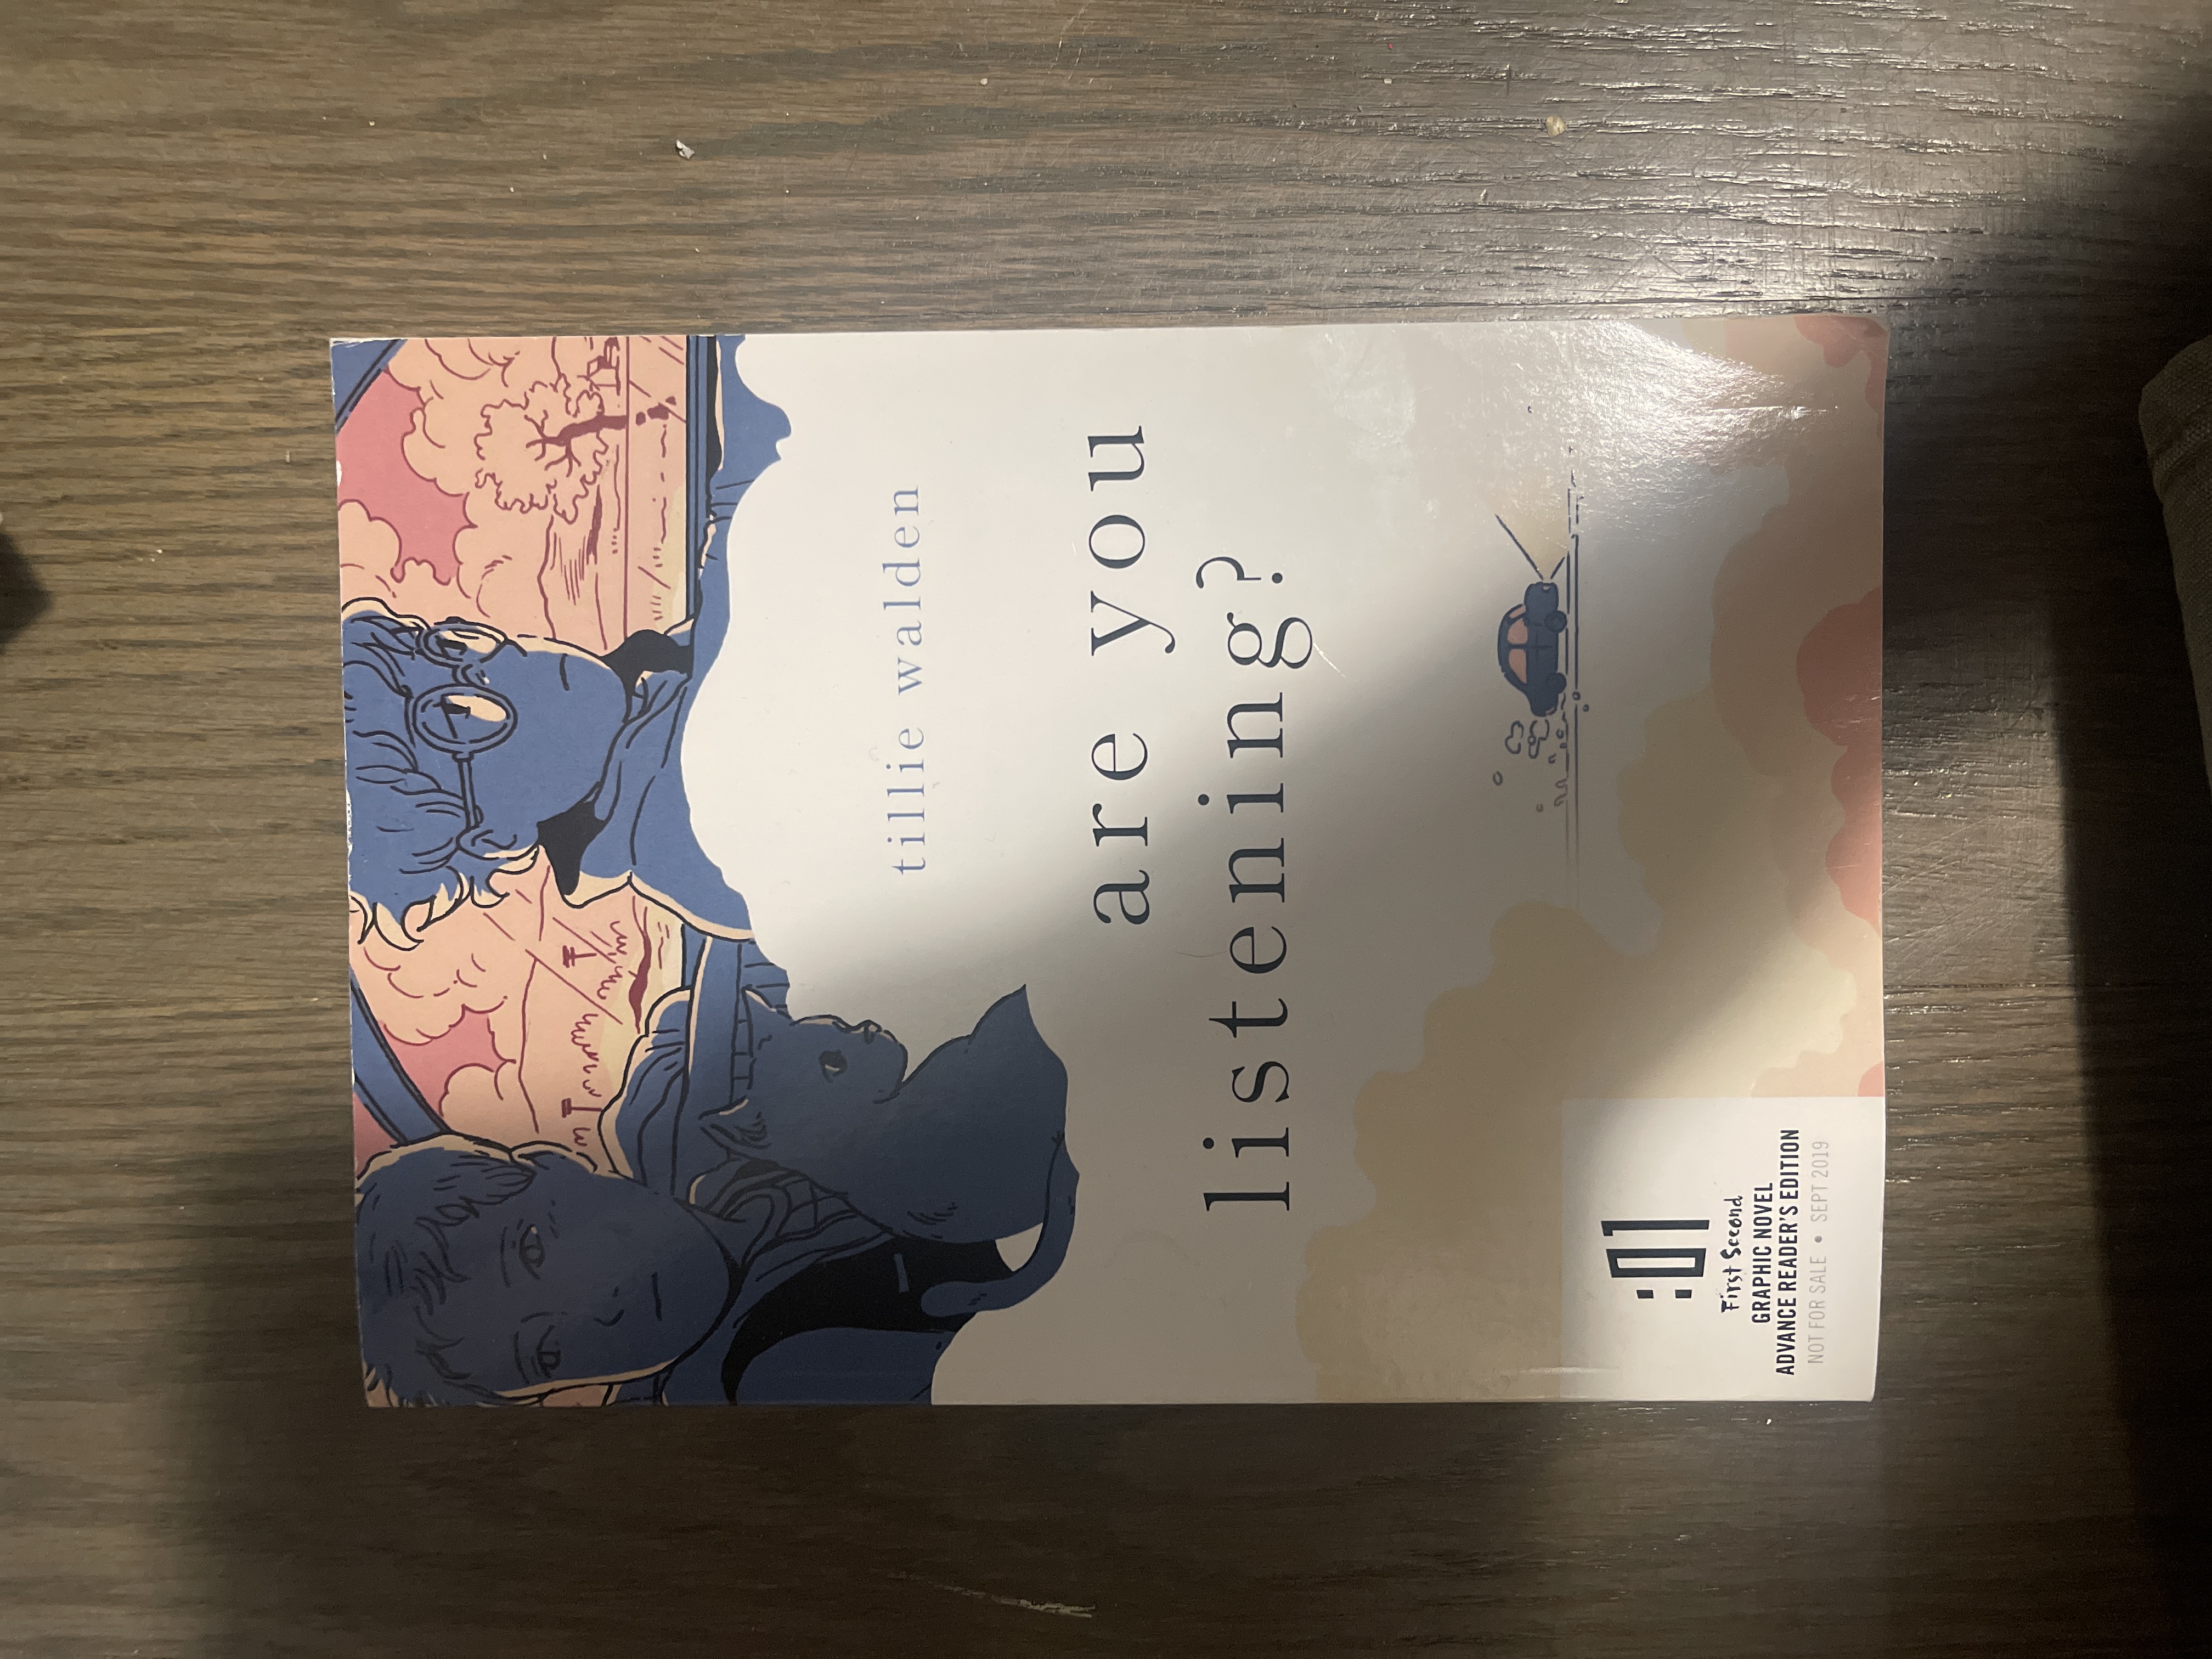 tillie walden
are you
listening?
:01
First Second
GRAPHIC NOVEL
ADVANCE READER'S EDITION
NOT FOR SALE • SEPT 2019